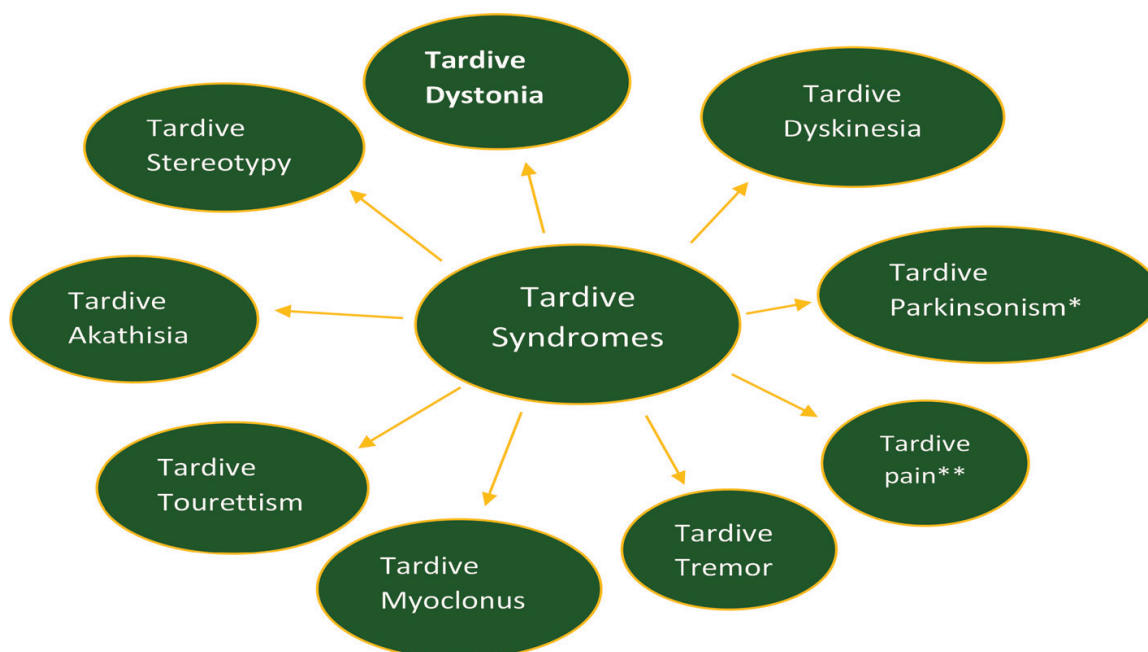 Tardive
Dystonia
Tardive
Dyskinesia
Tardive
Stereotypy
Tardive
Parkinsonism*
Tardive
Syndromes
Tardive
Akathisia
Tardive
pain**
Tardive
Tourettism
Tardive
Tremor
Tardive
Myoclonus